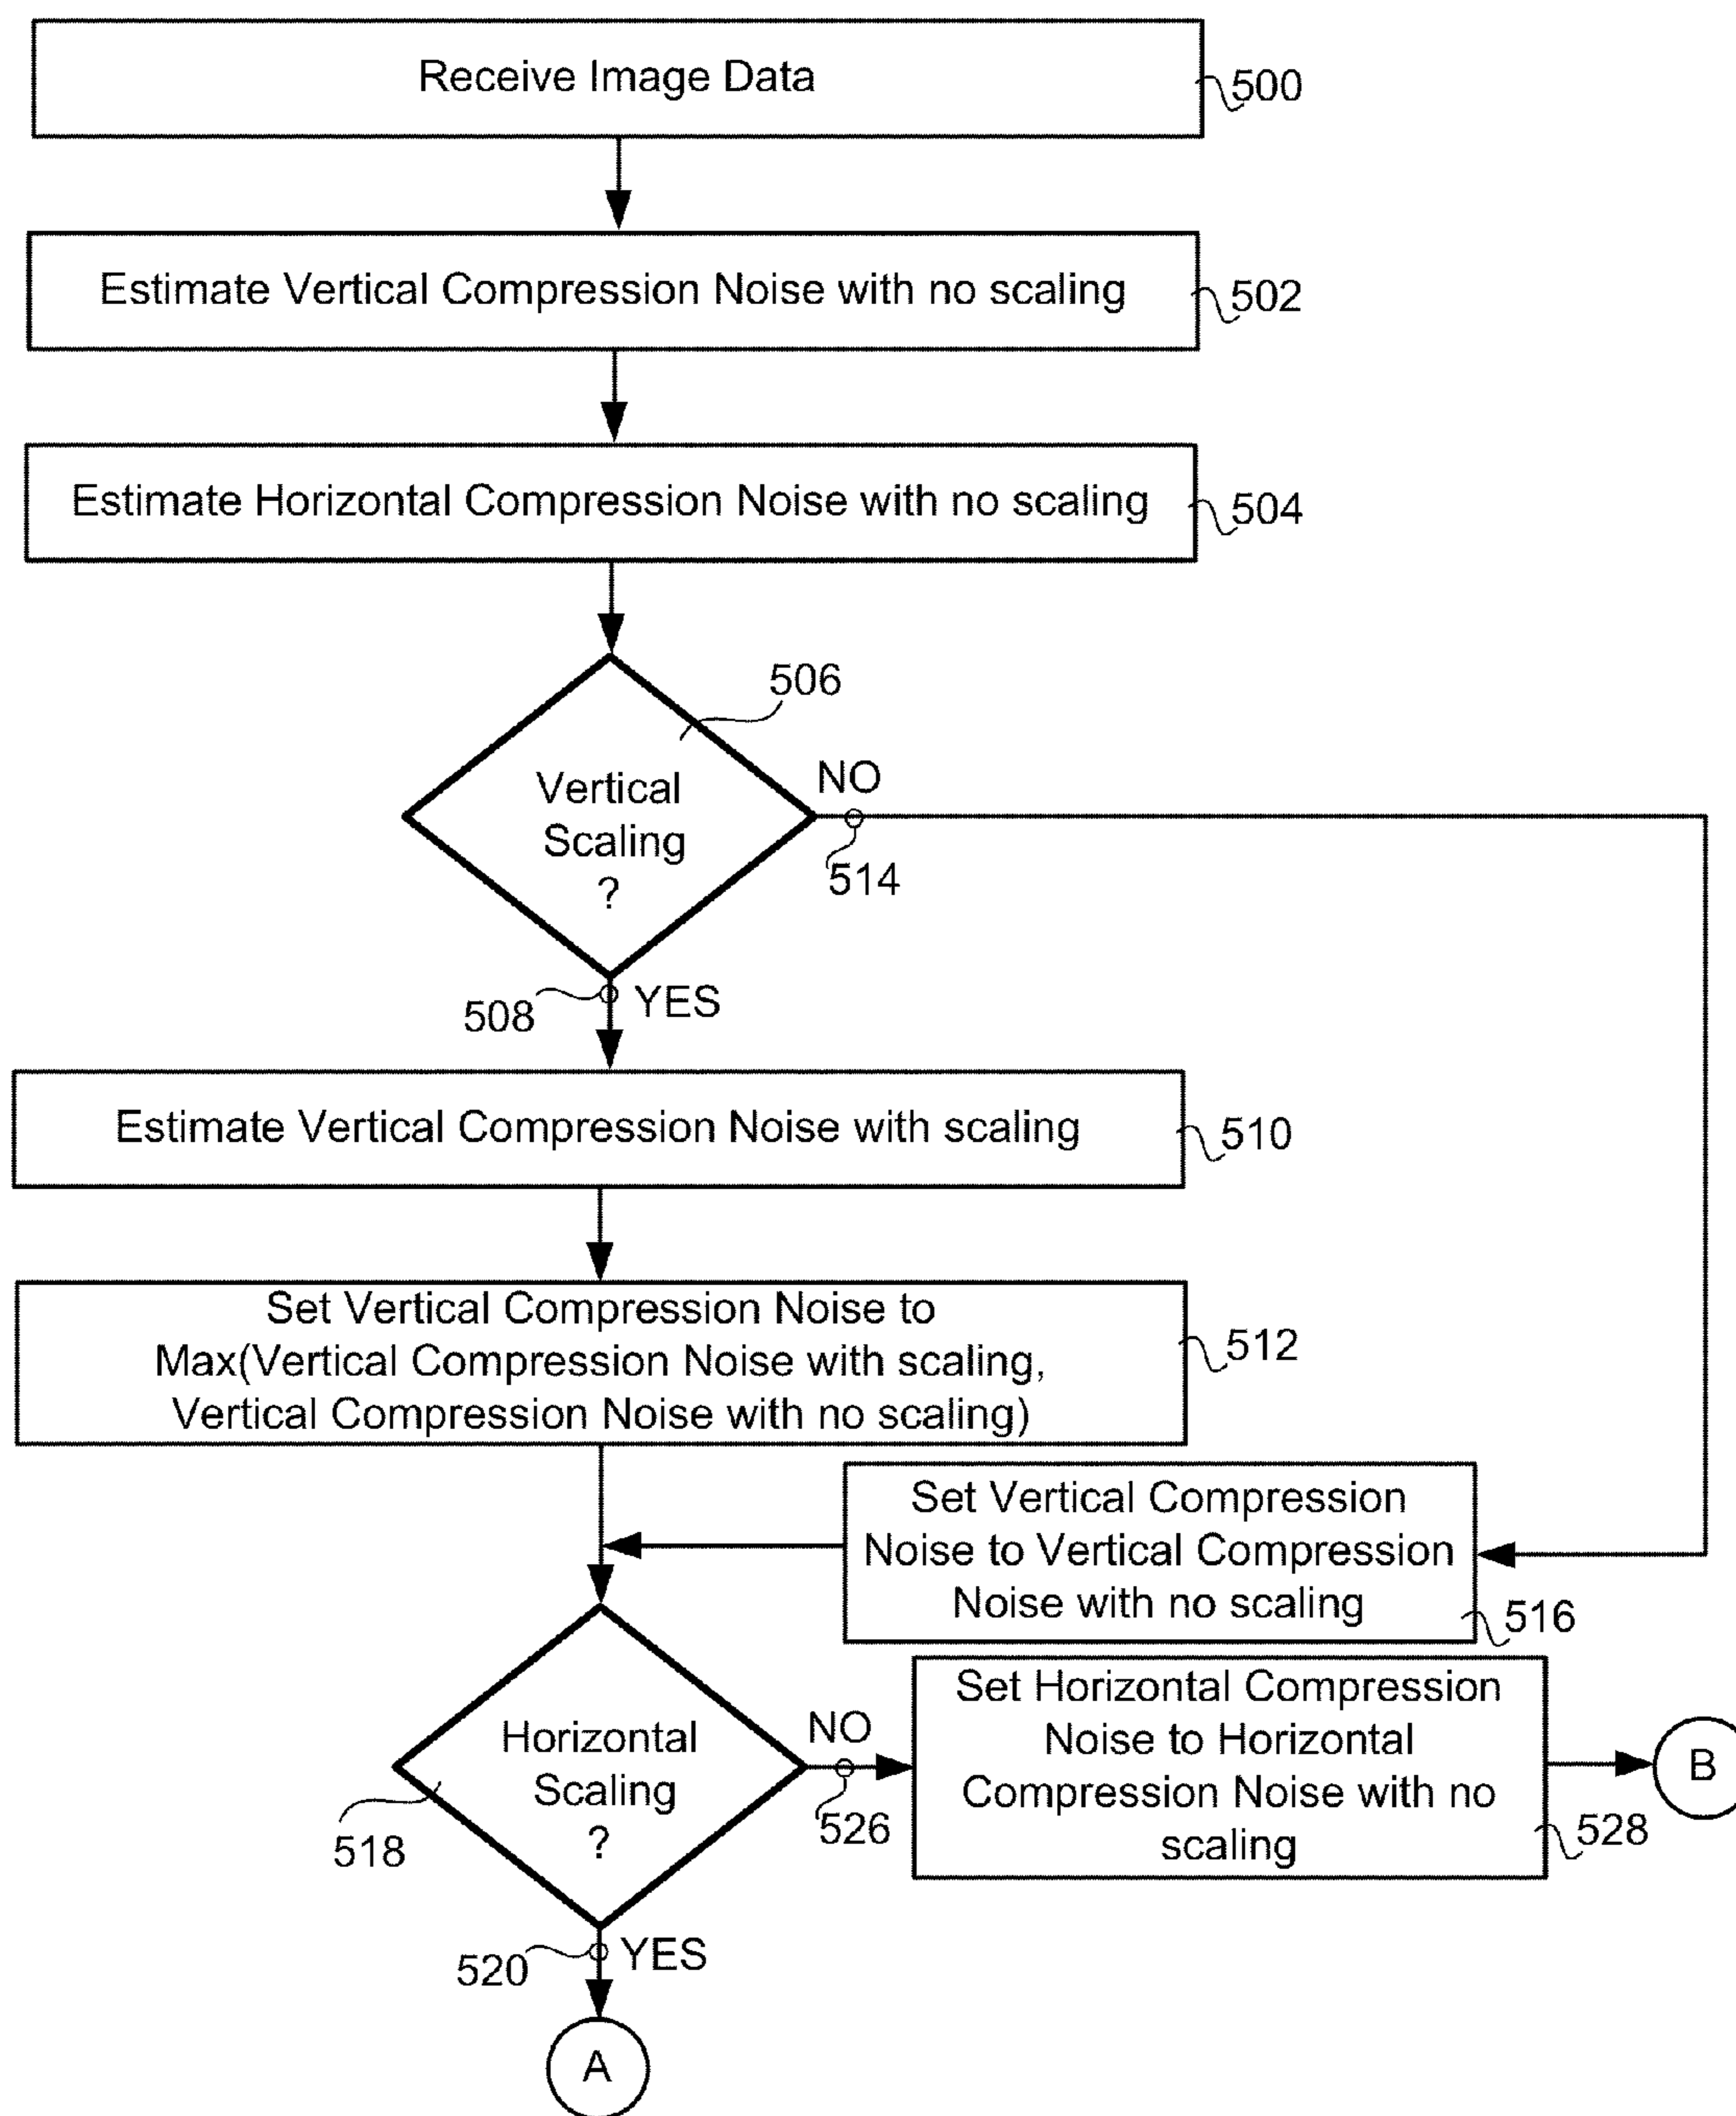 Receive Image Data
500
Estimate Vertical Compression Noise with no scaling
502
Estimate Horizontal Compression Noise with no scaling
504
506
Vertical
Scaling
?
NO
514
508
YES
Estimate Vertical Compression Noise with scaling
510
Set Vertical Compression Noise to
Max(Vertical Compression Noise with scaling,
Vertical Compression Noise with no scaling)
512
Set Vertical Compression
Noise to Vertical Compression
Noise with no scaling
516
Horizontal
Scaling
?
518
NO
526
Set Horizontal Compression
Noise to Horizontal
Compression Noise with no
scaling
528
B
520
YES
A